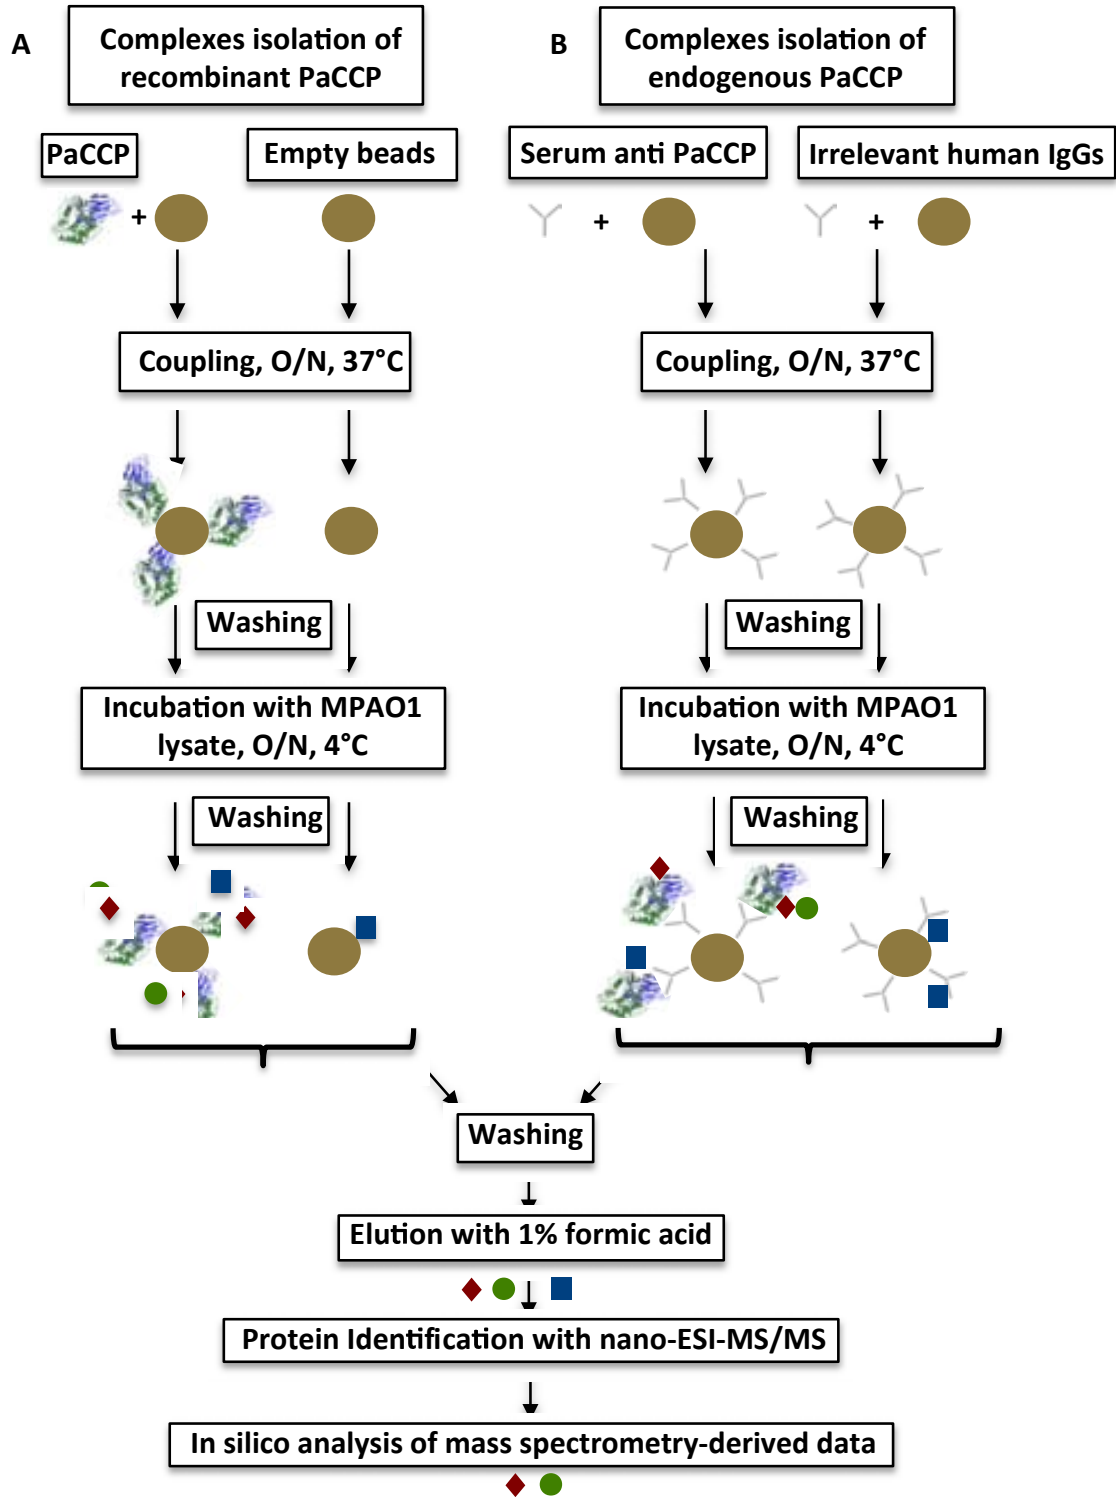 A
Complexes isolation of
recombinant PaCCP
PaCCP
Empty beads
+
Coupling, O/N, 37°C
Washing
Incubation with MPAO1
lysate, O/N, 4°C
Washing
B
Complexes isolation of
endogenous PaCCP
Serum anti PaCCP
Irrelevant human IgGs
+
+
Coupling, O/N, 37°C
Washing
Incubation with MPAO1
lysate, O/N, 4°C
Washing
Washing
Elution with 1% formic acid
Protein Identification with nano-ESI-MS/MS
In silico analysis of mass spectrometry-derived data